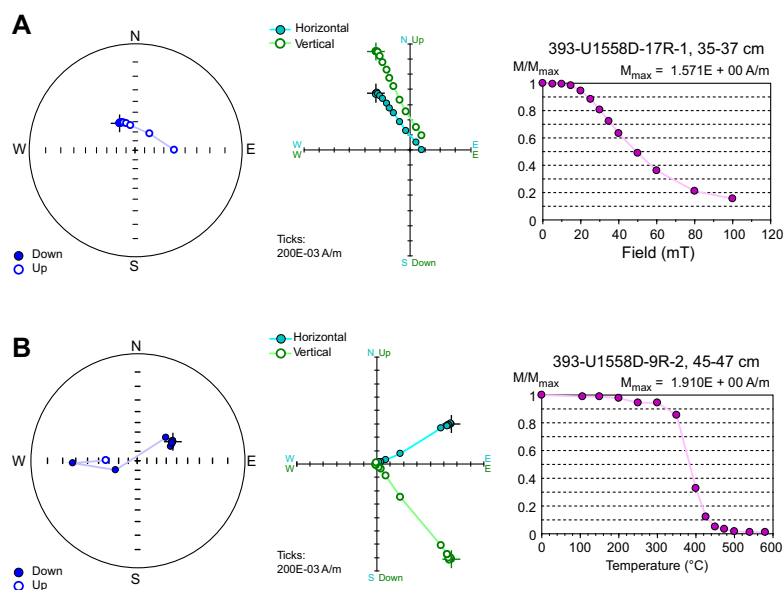 A
N
W
E
S
Down
Up
Horizontal
Vertical
N Up
W
W
E
E
S Down
Ticks:
200E-03 A/m
393-U1558D-17R-1, 35-37 cm
M/Mmax
Mmax = 1.571E + 00 A/m
1
0.8
0.6
0.4
0.2
0 20 40 60 80 100 120
Field (mT)
B
N
W
E
S
Down
Up
Horizontal
Vertical
N Up
W
W
E
E
S Down
Ticks:
200E-03 A/m
393-U1558D-9R-2, 45-47 cm
M/Mmax
Mmax = 1.910E + 00 A/m
1
0.8
0.6
0.4
0.2
0 100 200 300 400 500 600
Temperature (°C)